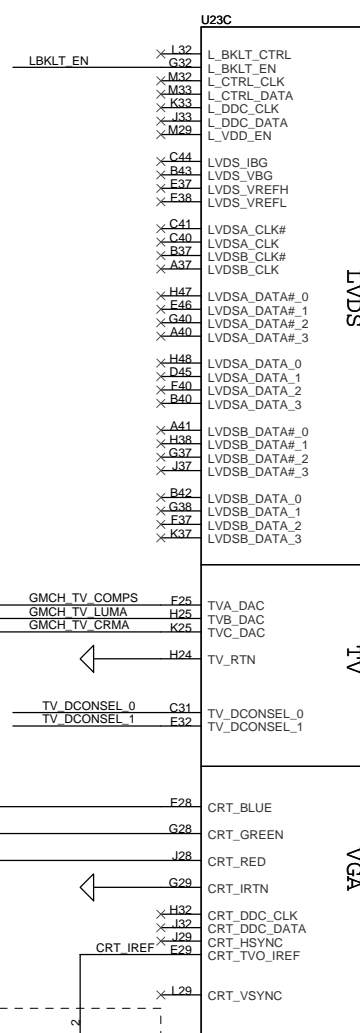 U23C
L32 L_BKLT_CTRL
LBKLT_EN G32 L_BKLT_EN
M32 L_CTRL_CLK
M33 L_CTRL_DATA
K33 L_DDC_CLK
J33 L_DDC_DATA
M29 L_VDD_EN
C44 LVDS_IBG
B43 LVDS_VBG
E37 LVDS_VREFH
E38 LVDS_VREFL
C41 LVDSA_CLK#
C40 LVDSA_CLK
B37 LVDSB_CLK#
A37 LVDSB_CLK
LVDS
H47 LVDSA_DATA#_0
E46 LVDSA_DATA#_1
G40 LVDSA_DATA#_2
A40 LVDSA_DATA#_3
H48 LVDSA_DATA_0
D45 LVDSA_DATA_1
F40 LVDSA_DATA_2
B40 LVDSA_DATA_3
A41 LVDSB_DATA#_0
H38 LVDSB_DATA#_1
G37 LVDSB_DATA#_2
J37 LVDSB_DATA#_3
B42 LVDSB_DATA_0
G38 LVDSB_DATA_1
F37 LVDSB_DATA_2
K37 LVDSB_DATA_3
GMCH_TV_COMPS F25 TVA_DAC
GMCH_TV_LUMA H25 TVB_DAC
GMCH_TV_CRMA K25 TVC_DAC
H24 TV_RTN
TV
TV_DCONSEL_0 C31 TV_DCONSEL_0
TV_DCONSEL_1 E32 TV_DCONSEL_1
E28 CRT_BLUE
G28 CRT_GREEN
J28 CRT_RED
VGA
G29 CRT_IRTN
H32 CRT_DDC_CLK
J32 CRT_DDC_DATA
J29 CRT_HSYNC
CRT_IREF E29 CRT_TVO_IREF
L29 CRT_VSYNC
2